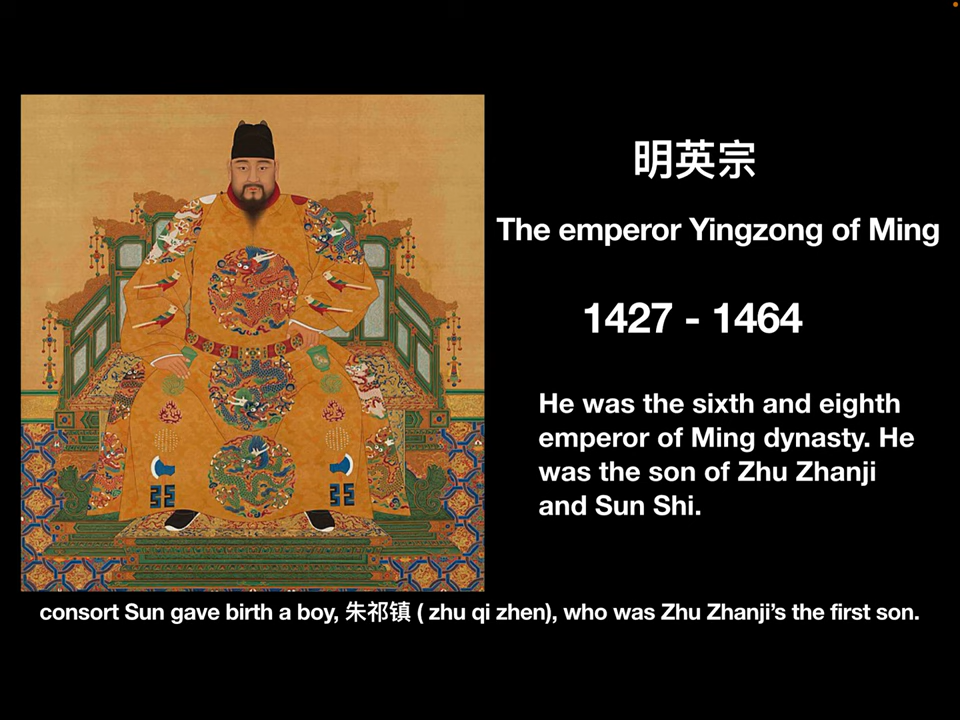 明英宗
The emperor Yingzong of Ming
1427 - 1464
He was the sixth and eighth
emperor of Ming dynasty. He
was the son of Zhu Zhanji
and Sun Shi.
consort Sun gave birth a boy, 朱祁镇 ( zhu qi zhen), who was Zhu Zhanji’s the first son.